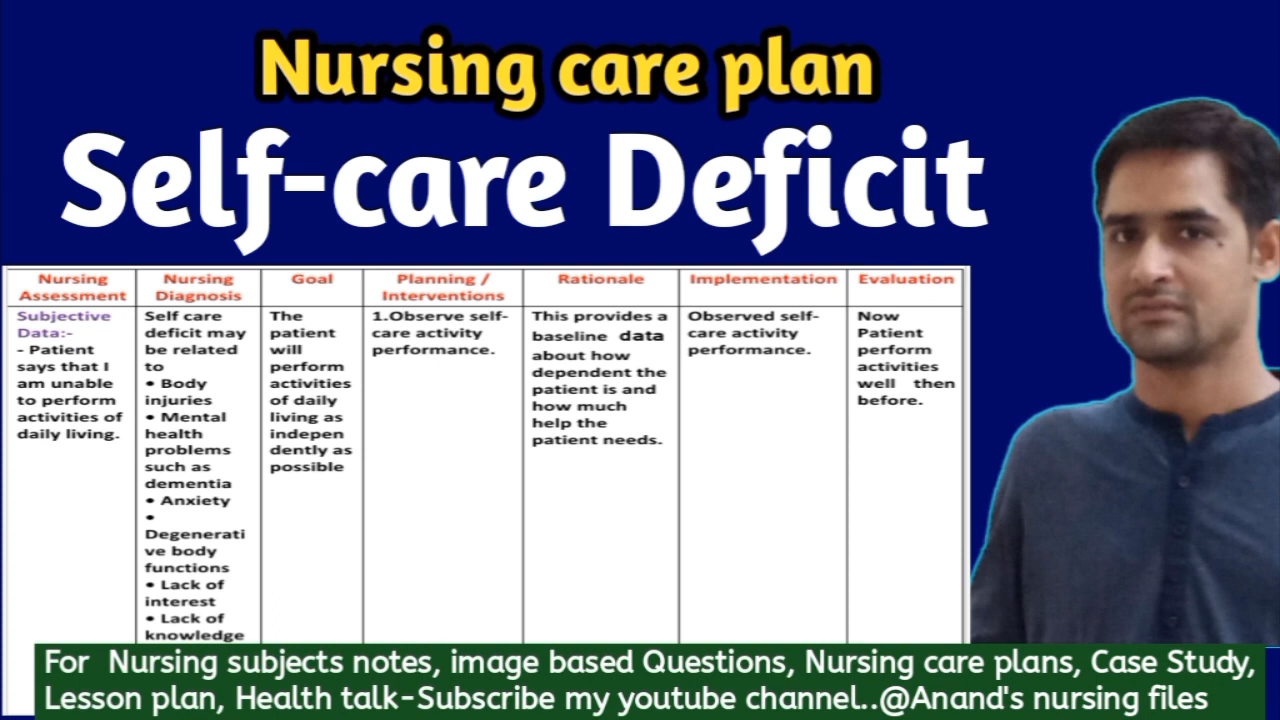 Nursing care plan
Self-care Deficit
Nursing
Assessment
Nursing
Diagnosis
Goal
Planning /
Interventions
Rationale
Implementation
Evaluation
Subjective
Data:-
- Patient
says that I
am unable
to perform
activities of
daily living.
Self care
deficit may
be related
to
• Body
injuries
• Mental
health
problems
such as
dementia
• Anxiety
•
Degenerati
ve body
functions
• Lack of
interest
• Lack of
knowledge
The
patient
will
perform
activities
of daily
living as
indepen
dently as
possible
1.Observe self-
care activity
performance.
This provides a
baseline data
about how
dependent the
patient is and
how much
help the
patient needs.
Observed self-
care activity
performance.
Now
Patient
perform
activities
well then
before.
For Nursing subjects notes, image based Questions, Nursing care plans, Case Study,
Lesson plan, Health talk-Subscribe my youtube channel..@Anand's nursing files